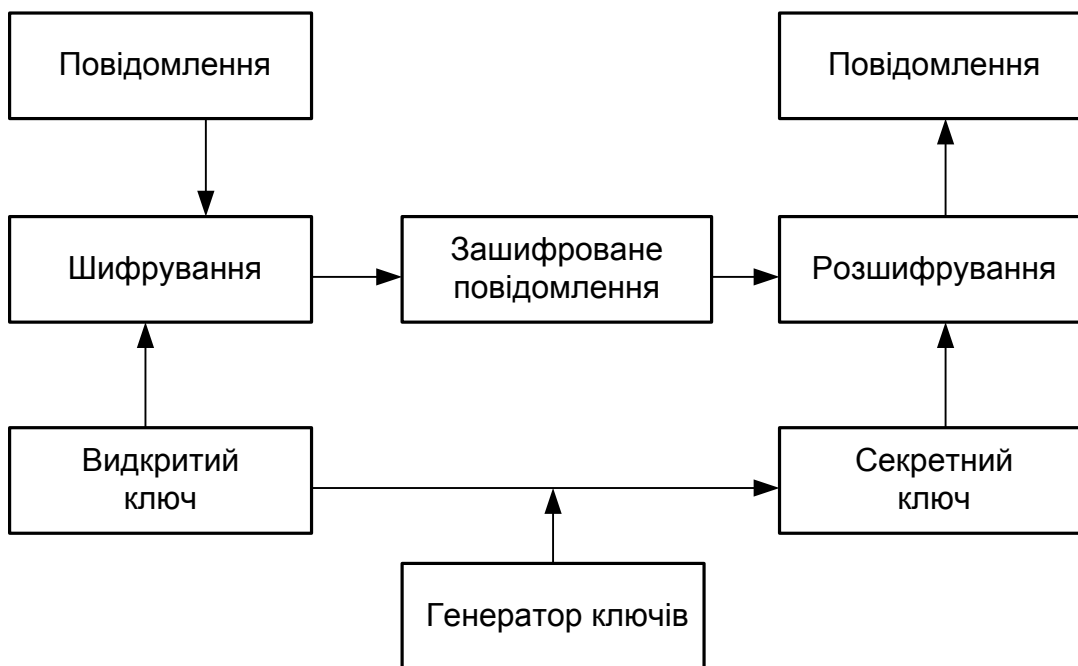 Повідомлення
Повідомлення
Шифрування
Зашифроване
повідомлення
Розшифрування
Видкритий
ключ
Секретний
ключ
Генератор ключів